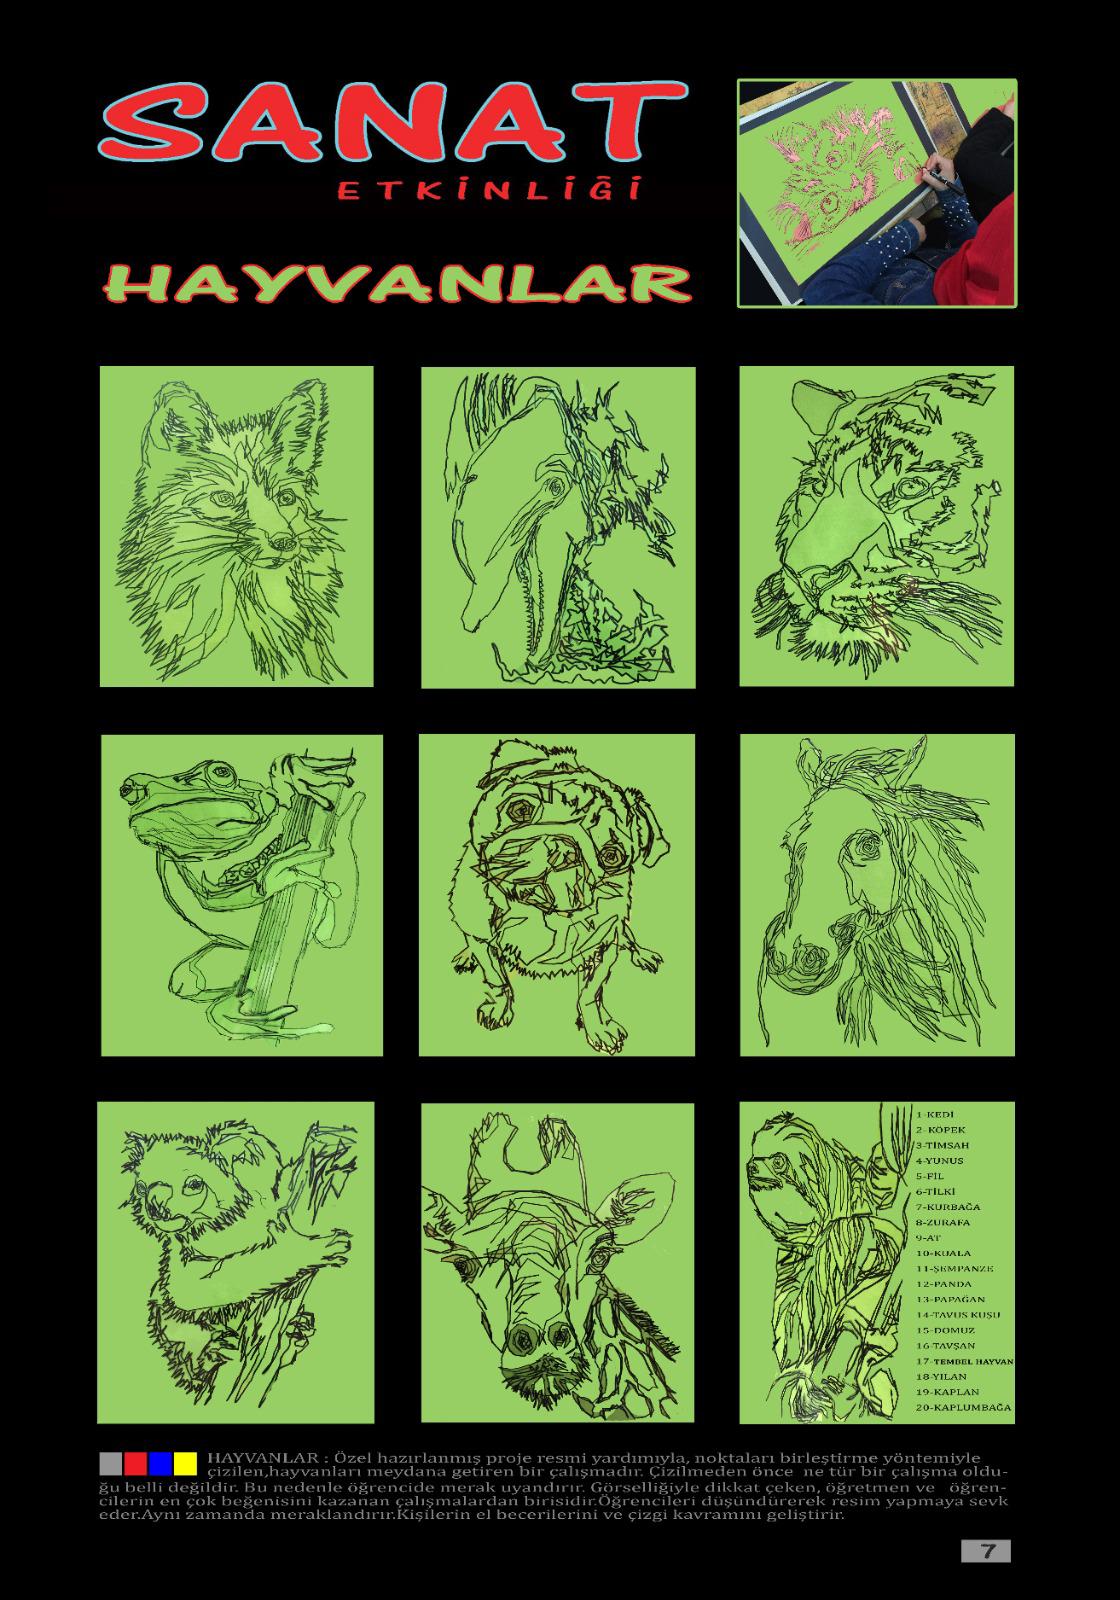 SANAT
ETKİNLİĞİ
HAYVANLAR
1-KEDİ
2-KÖPEK
3-TİMSAH
4-YUNUS
5-FİL
6-TİLKİ
7-KURBAĞA
8-ZURAFA
9-AT
10-KUALA
11-ŞEMPANZE
12-PANDA
13-PAPAĞAN
14-TAVUS KUŞU
15-DOMUZ
16-TAVŞAN
17-TEMBEL HAYVAN
18-YILAN
19-KAPLAN
20-KAPLUMBAĞA
HAYVANLAR : Özel hazırlanmış proje resmi yardımıyla, noktaları birleştirme yöntemiyle
çizilen,hayvanları meydana getiren bir çalışmadır. Çizilmeden önce ne tür bir çalışma oldu-
ğu belli değildir. Bu nedenle öğrencide merak uyandırır. Görselliğiyle dikkat çeken, öğretmen ve öğren-
cilerin en çok beğenisini kazanan çalışmalardan birisidir.Öğrencileri düşündürerek resim yapmaya sevk
eder.Aynı zamanda meraklandırır.Kişilerin el becerilerini ve çizgi kavramını geliştirir.
7